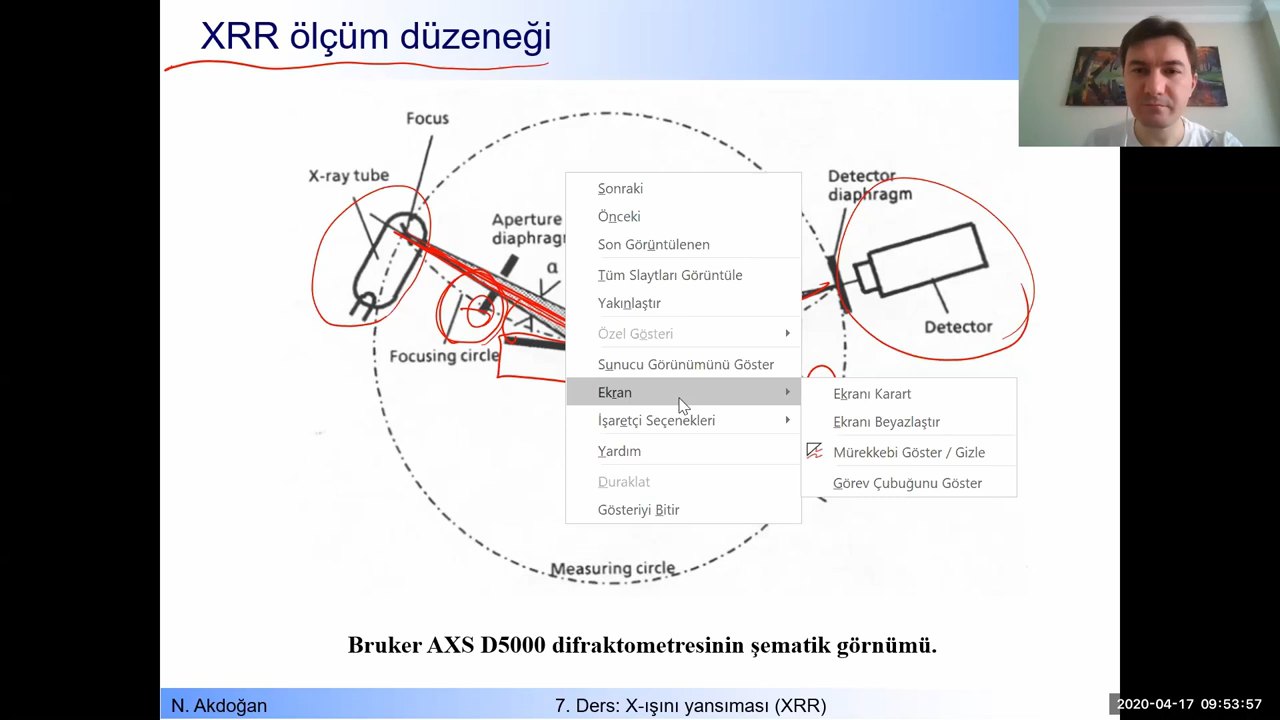 XRR ölçüm düzeneği
Focus
X-ray tube
Detector
diaphragm
Aperture
diaphragm
α
Focusing circle
Detector
Sonraki
Önceki
Son Görüntülenen
Tüm Slaytları Görüntüle
Yakınlaştır
Özel Gösteri
Sunucu Görünümünü Göster
Ekran
İşaretçi Seçenekleri
Yardım
Duraklat
Gösteriyi Bitir
Ekranı Karart
Ekranı Beyazlaştır
Mürekkebi Göster / Gizle
Görev Çubuğunu Göster
Measuring circle
Bruker AXS D5000 difraktometresinin şematik görnümü.
N. Akdoğan
7. Ders: X-ışını yansıması (XRR)
2020-04-17 09:53:57